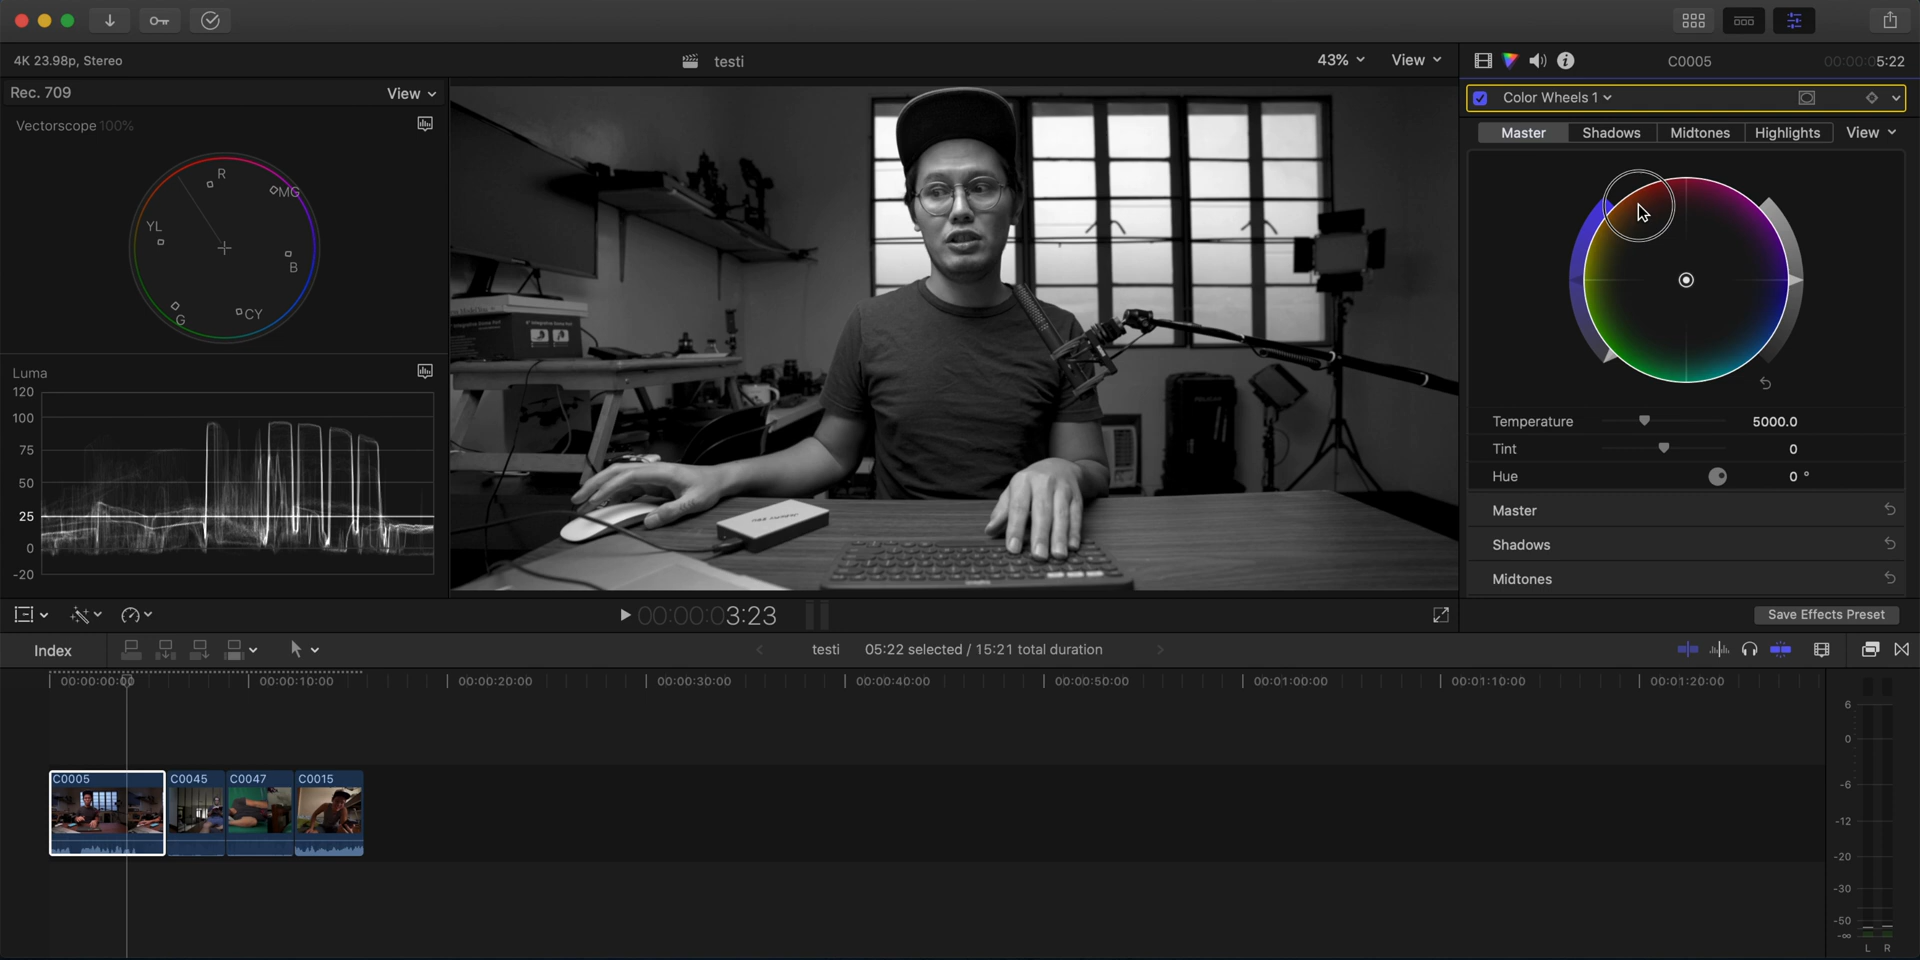 4K 23.98p, Stereo
testi
43%
View
C0005
00:00:05:22
Rec. 709
View
Color Wheels 1
Vectorscope 100%
Master
Shadows
Midtones
Highlights
View
R
MG
YL
B
G
CY
Luma
120
100
75
50
25
0
-20
Temperature
5000.0
Tint
0
Hue
0 °
Master
Shadows
Midtones
PELICAN
00:00:03:23
Save Effects Preset
Index
testi
05:22 selected / 15:21 total duration
00:00:00:00
00:00:10:00
00:00:20:00
00:00:30:00
00:00:40:00
00:00:50:00
00:01:00:00
00:01:10:00
00:01:20:00
C0005
C0045
C0047
C0015
6
0
-6
-12
-20
-30
-50
-∞
L
R